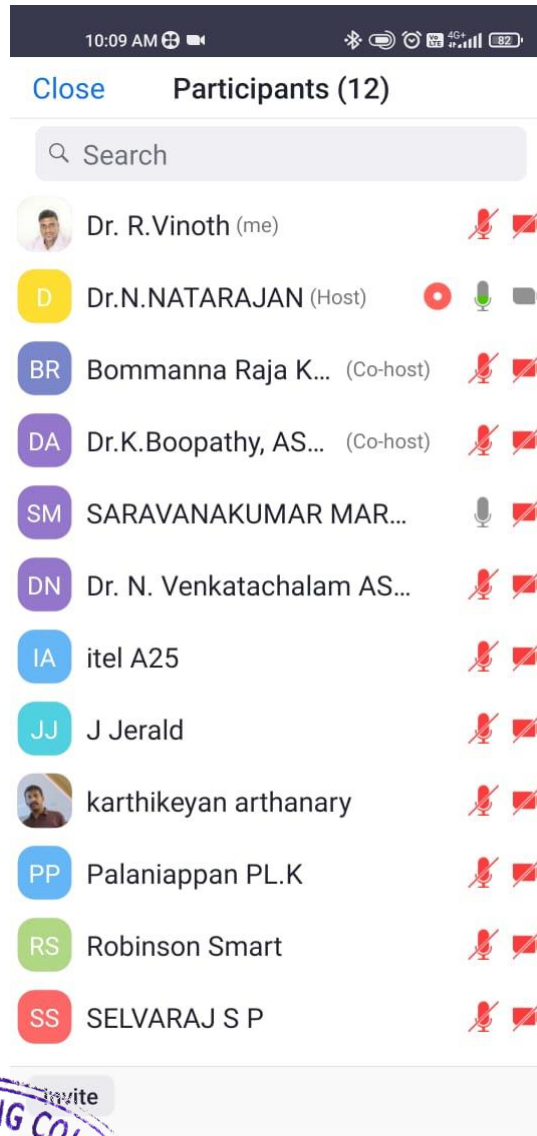 10:09 AM VoLTE 4G+ 82
Close Participants (12)
Search
Dr. R.Vinoth (me)
D Dr.N.NATARAJAN (Host)
BR Bommanna Raja K... (Co-host)
DA Dr.K.Boopathy, AS... (Co-host)
SM SARAVANAKUMAR MAR...
DN Dr. N. Venkatachalam AS...
IA itel A25
JJ J Jerald
karthikeyan arthanary
PP Palaniappan PL.K
RS Robinson Smart
SS SELVARAJ S P
Invite